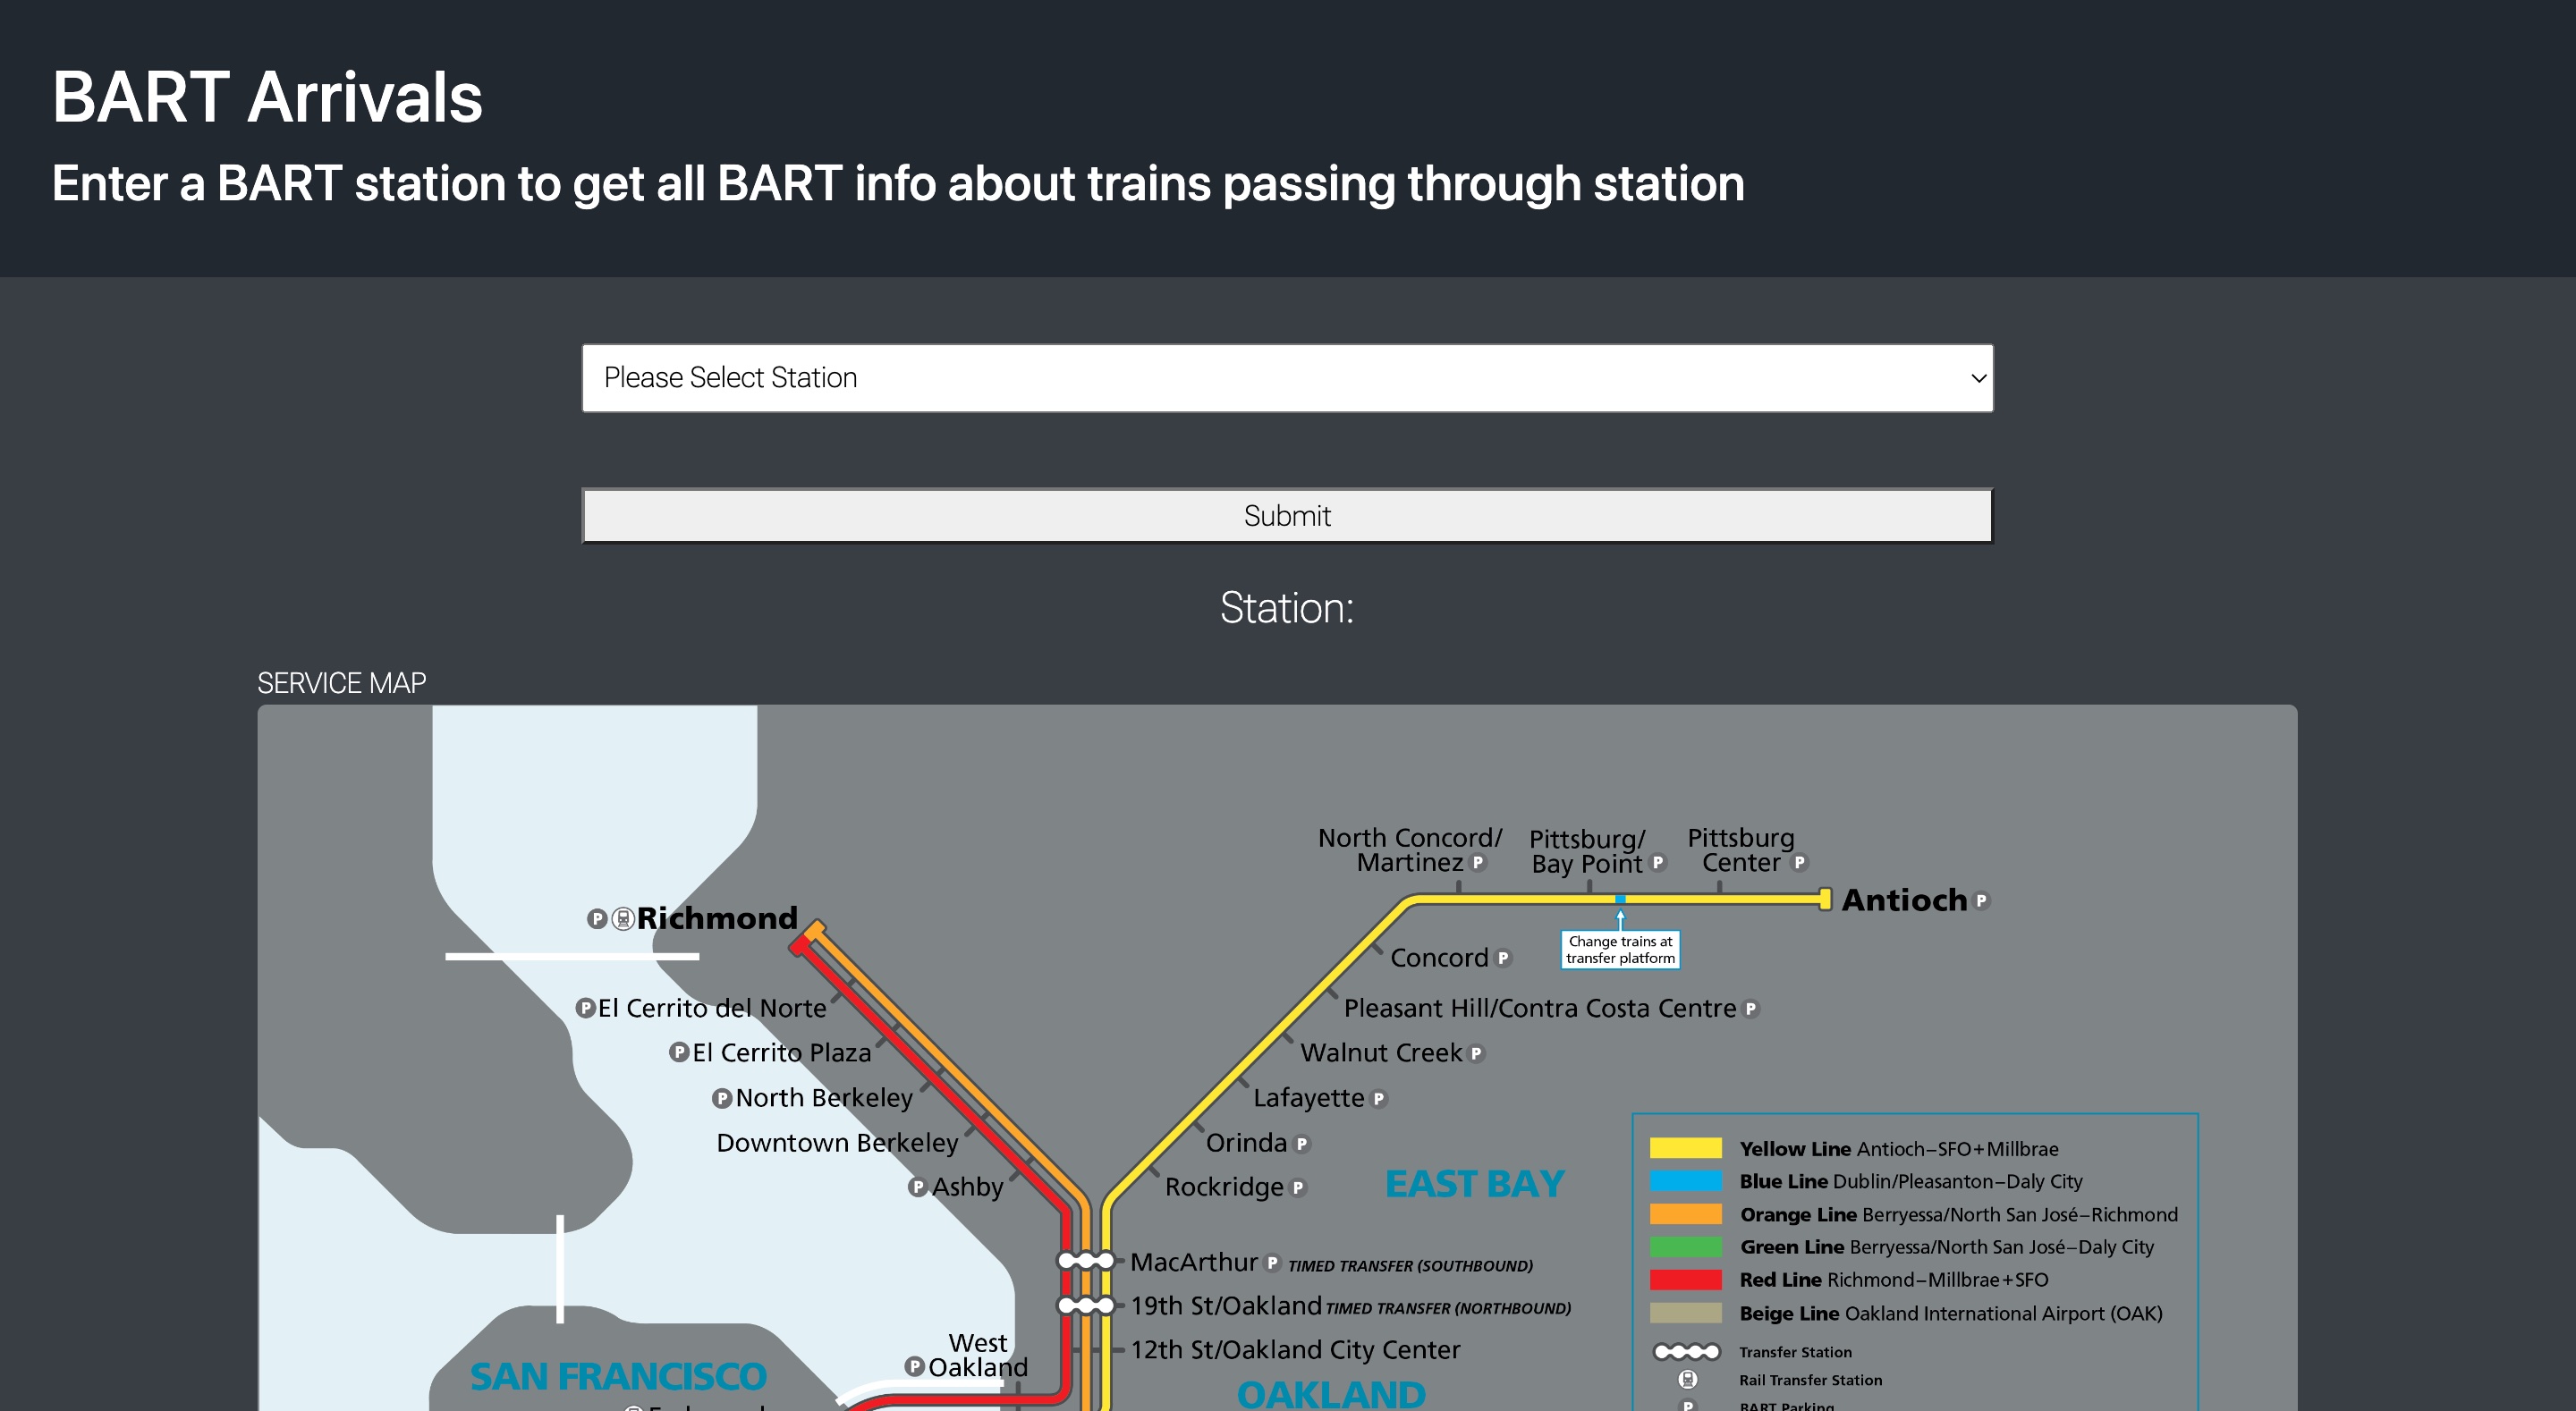 BART Arrivals
Enter a BART station to get all BART info about trains passing through station
Please Select Station
Submit
Station:
SERVICE MAP
North Concord/
Martinez P
Pittsburg/
Bay Point P
Pittsburg
Center P
Antioch P
Change trains at
transfer platform
P Richmond
Concord P
P El Cerrito del Norte
Pleasant Hill/Contra Costa Centre P
P El Cerrito Plaza
Walnut Creek P
P North Berkeley
Lafayette P
Downtown Berkeley
Orinda P
P Ashby
Rockridge P
EAST BAY
MacArthur P TIMED TRANSFER (SOUTHBOUND)
19th St/Oakland TIMED TRANSFER (NORTHBOUND)
12th St/Oakland City Center
West
P Oakland
SAN FRANCISCO
OAKLAND
Yellow Line Antioch–SFO+Millbrae
Blue Line Dublin/Pleasanton–Daly City
Orange Line Berryessa/North San José–Richmond
Green Line Berryessa/North San José–Daly City
Red Line Richmond–Millbrae+SFO
Beige Line Oakland International Airport (OAK)
Transfer Station
Rail Transfer Station
P BART Parking